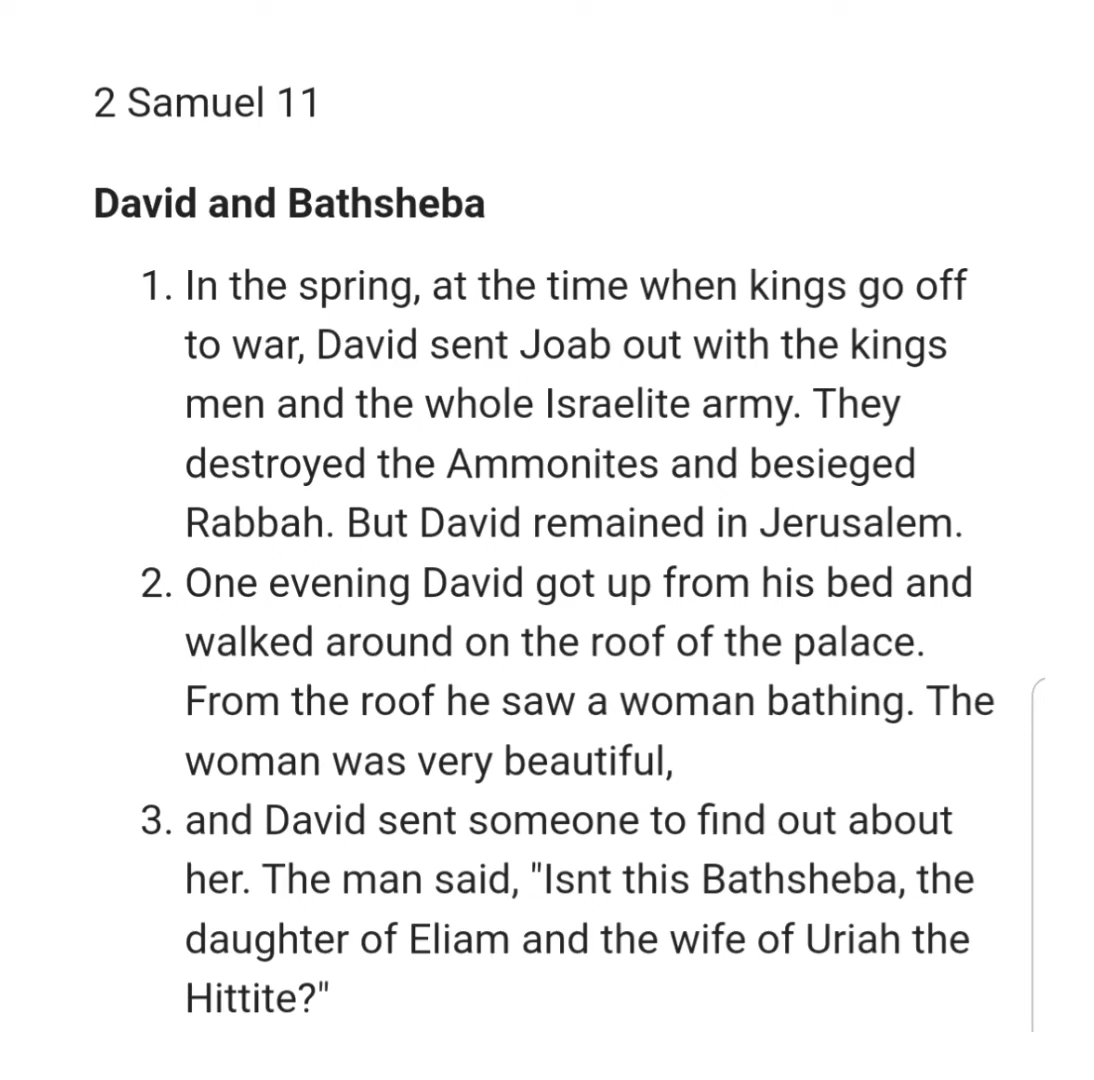 2 Samuel 11
David and Bathsheba
1. In the spring, at the time when kings go off
to war, David sent Joab out with the kings
men and the whole Israelite army. They
destroyed the Ammonites and besieged
Rabbah. But David remained in Jerusalem.
2. One evening David got up from his bed and
walked around on the roof of the palace.
From the roof he saw a woman bathing. The
woman was very beautiful,
3. and David sent someone to find out about
her. The man said, "Isnt this Bathsheba, the
daughter of Eliam and the wife of Uriah the
Hittite?"